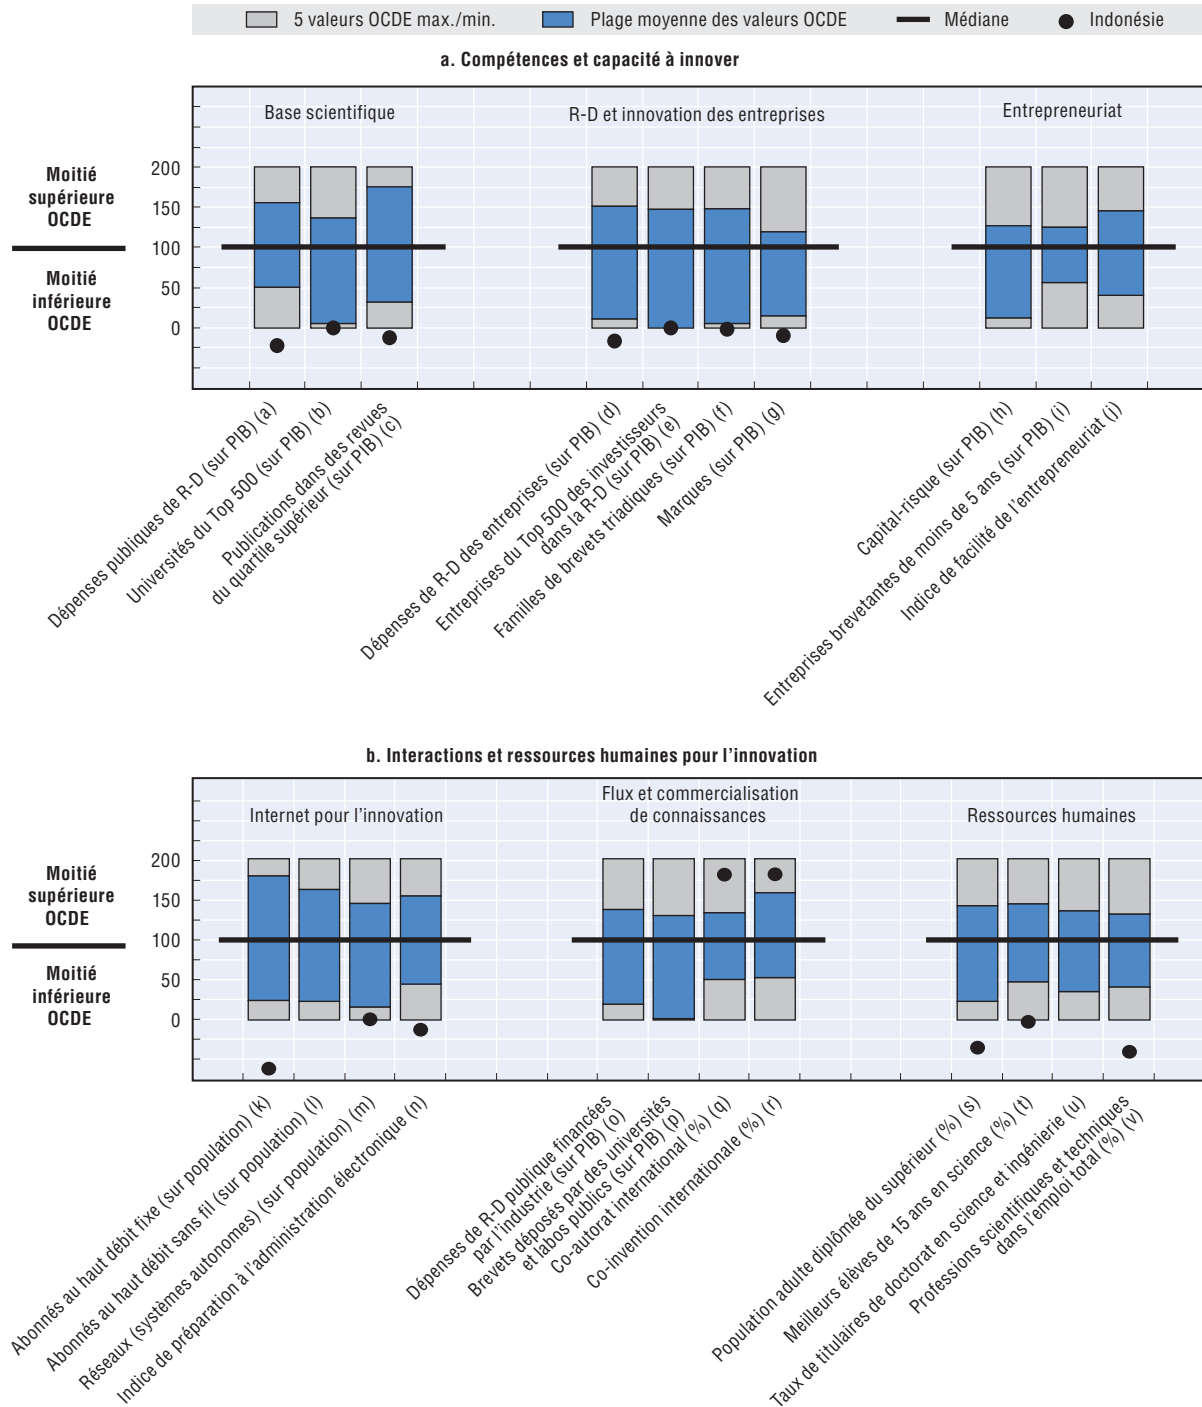 5 valeurs OCDE max./min.
Plage moyenne des valeurs OCDE
Médiane
Indonésie
a. Compétences et capacité à innover
Base scientifique
R-D et innovation des entreprises
Entrepreneuriat
Moitié
supérieure
OCDE
Moitié
inférieure
OCDE
200
150
100
50
0
Dépenses publiques de R-D (sur PIB) (a)
Universités du Top 500 (sur PIB) (b)
Publications dans des revues
du quartile supérieur (sur PIB) (c)
Dépenses de R-D des entreprises (sur PIB) (d)
Entreprises du Top 500 des investisseurs
dans la R-D (sur PIB) (e)
Familles de brevets triadiques (sur PIB) (f)
Marques (sur PIB) (g)
Capital-risque (sur PIB) (h)
Entreprises brevetantes de moins de 5 ans (sur PIB) (i)
Indice de facilité de l'entrepreneuriat (j)
b. Interactions et ressources humaines pour l'innovation
Internet pour l'innovation
Flux et commercialisation
de connaissances
Ressources humaines
Moitié
supérieure
OCDE
Moitié
inférieure
OCDE
200
150
100
50
0
Abonnés au haut débit fixe (sur population) (k)
Abonnés au haut débit sans fil (sur population) (l)
Réseaux (systèmes autonomes) (sur population) (m)
Indice de préparation à l'administration électronique (n)
Dépenses de R-D publique financées
par l'industrie (sur PIB) (o)
Brevets déposés par des universités
et labos publics (sur PIB) (p)
Co-autorat international (%) (q)
Co-invention internationale (%) (r)
Population adulte diplômée du supérieur (%) (s)
Meilleurs élèves de 15 ans en science (%) (t)
Taux de titulaires de doctorat en science et ingénierie (u)
Professions scientifiques et techniques
dans l'emploi total (%) (v)